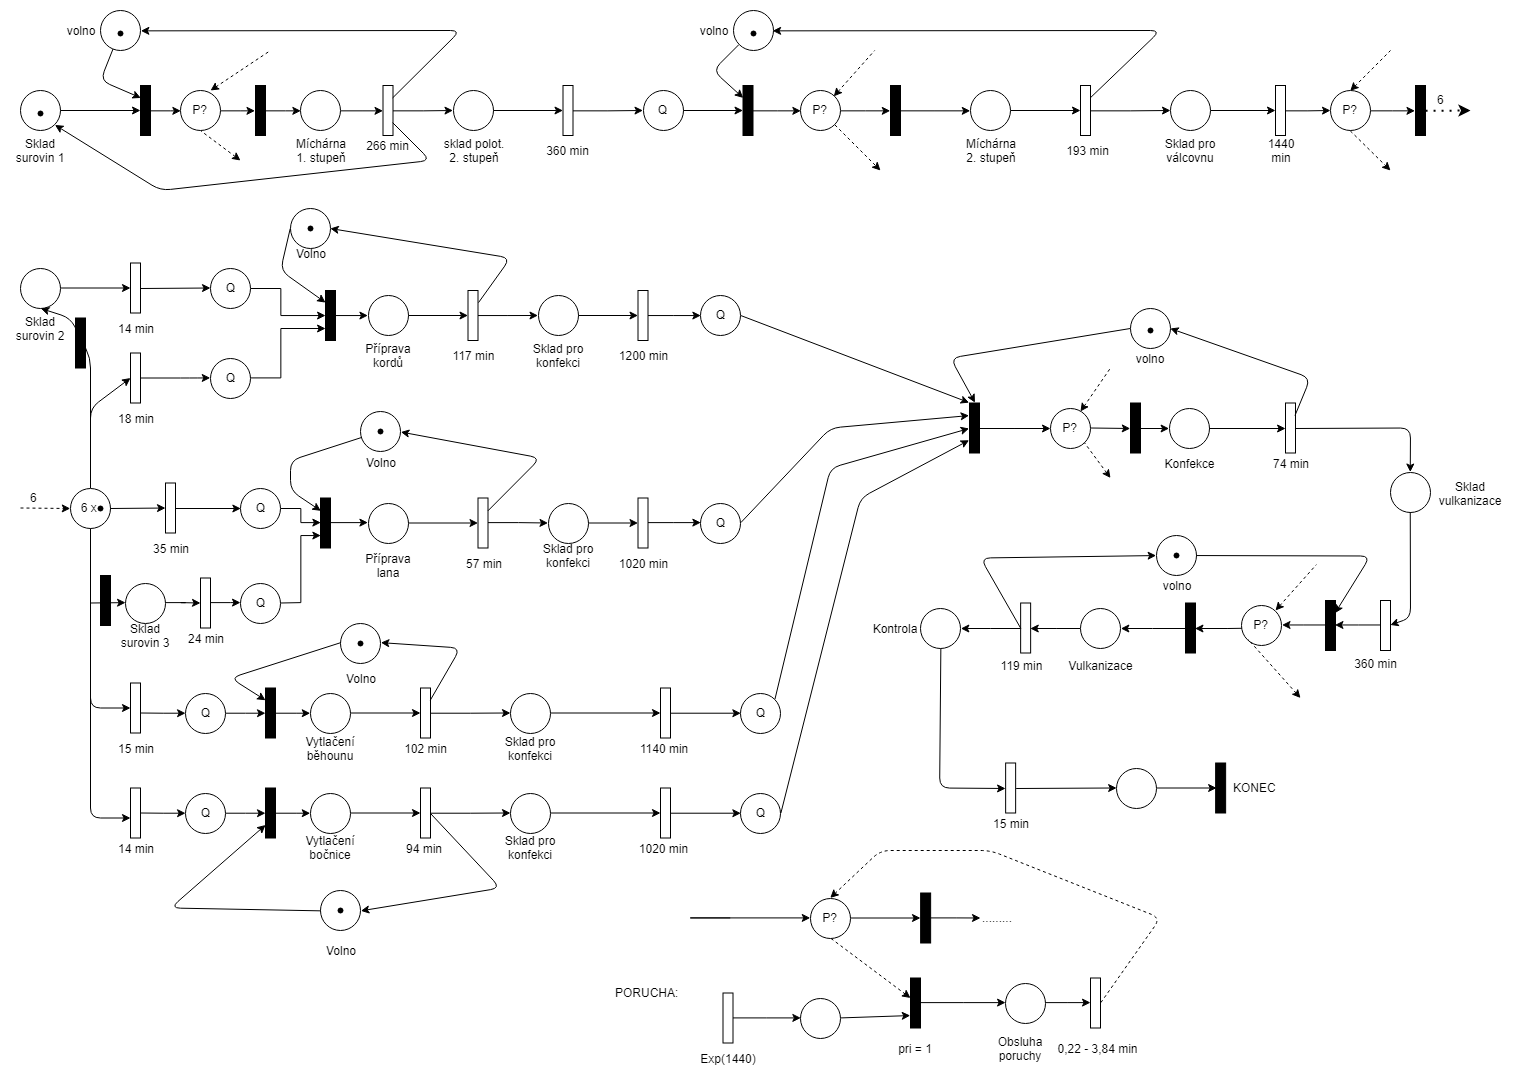 volno
volno
P?
Q
P?
P?
6
Sklad
surovin 1
Míchárna
1. stupeň
266 min
sklad polot.
2. stupeň
360 min
Míchárna
2. stupeň
193 min
Sklad pro
válcovnu
1440
min
Volno
Q
Sklad
surovin 2
14 min
Q
Příprava
kordů
117 min
Sklad pro
konfekci
1200 min
Q
18 min
volno
P?
Konfekce
74 min
Volno
6
6 x
Q
35 min
Příprava
lana
57 min
Sklad pro
konfekci
1020 min
Q
Sklad
vulkanizace
Q
Sklad
surovin 3
24 min
volno
Kontrola
P?
119 min
Vulkanizace
360 min
Volno
Q
15 min
Vytlačení
běhounu
102 min
Sklad pro
konfekci
1140 min
Q
Q
14 min
Vytlačení
bočnice
94 min
Sklad pro
konfekci
1020 min
Q
KONEC
15 min
Volno
P?
.........
PORUCHA:
Exp(1440)
pri = 1
Obsluha
poruchy
0,22 - 3,84 min